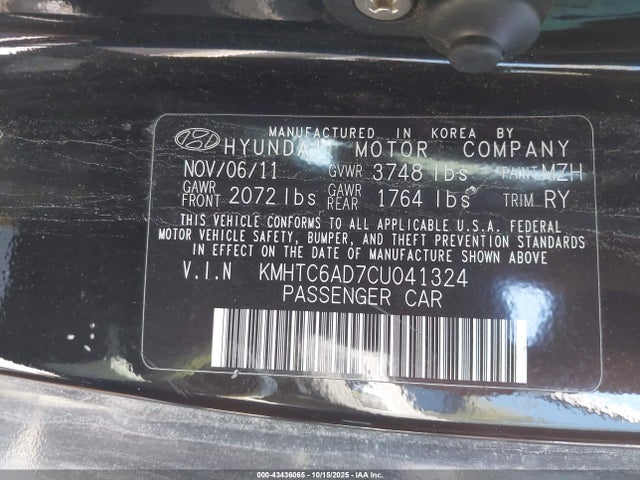 MANUFACTURED IN KOREA BY
HYUNDAI MOTOR COMPANY
NOV/06/11 GVWR 3748 lbs PAINT MZH
GAWR FRONT 2072 lbs GAWR REAR 1764 lbs TRIM RY
THIS VEHICLE CONFORMS TO ALL APPLICABLE U.S.A. FEDERAL
MOTOR VEHICLE SAFETY, BUMPER, AND THEFT PREVENTION STANDARDS
IN EFFECT ON THE DATE OF MANUFACTURE SHOWN ABOVE.
V.I.N KMHTC6AD7CU041324
PASSENGER CAR
000-43436065 - 10/15/2025 - IAA Inc.